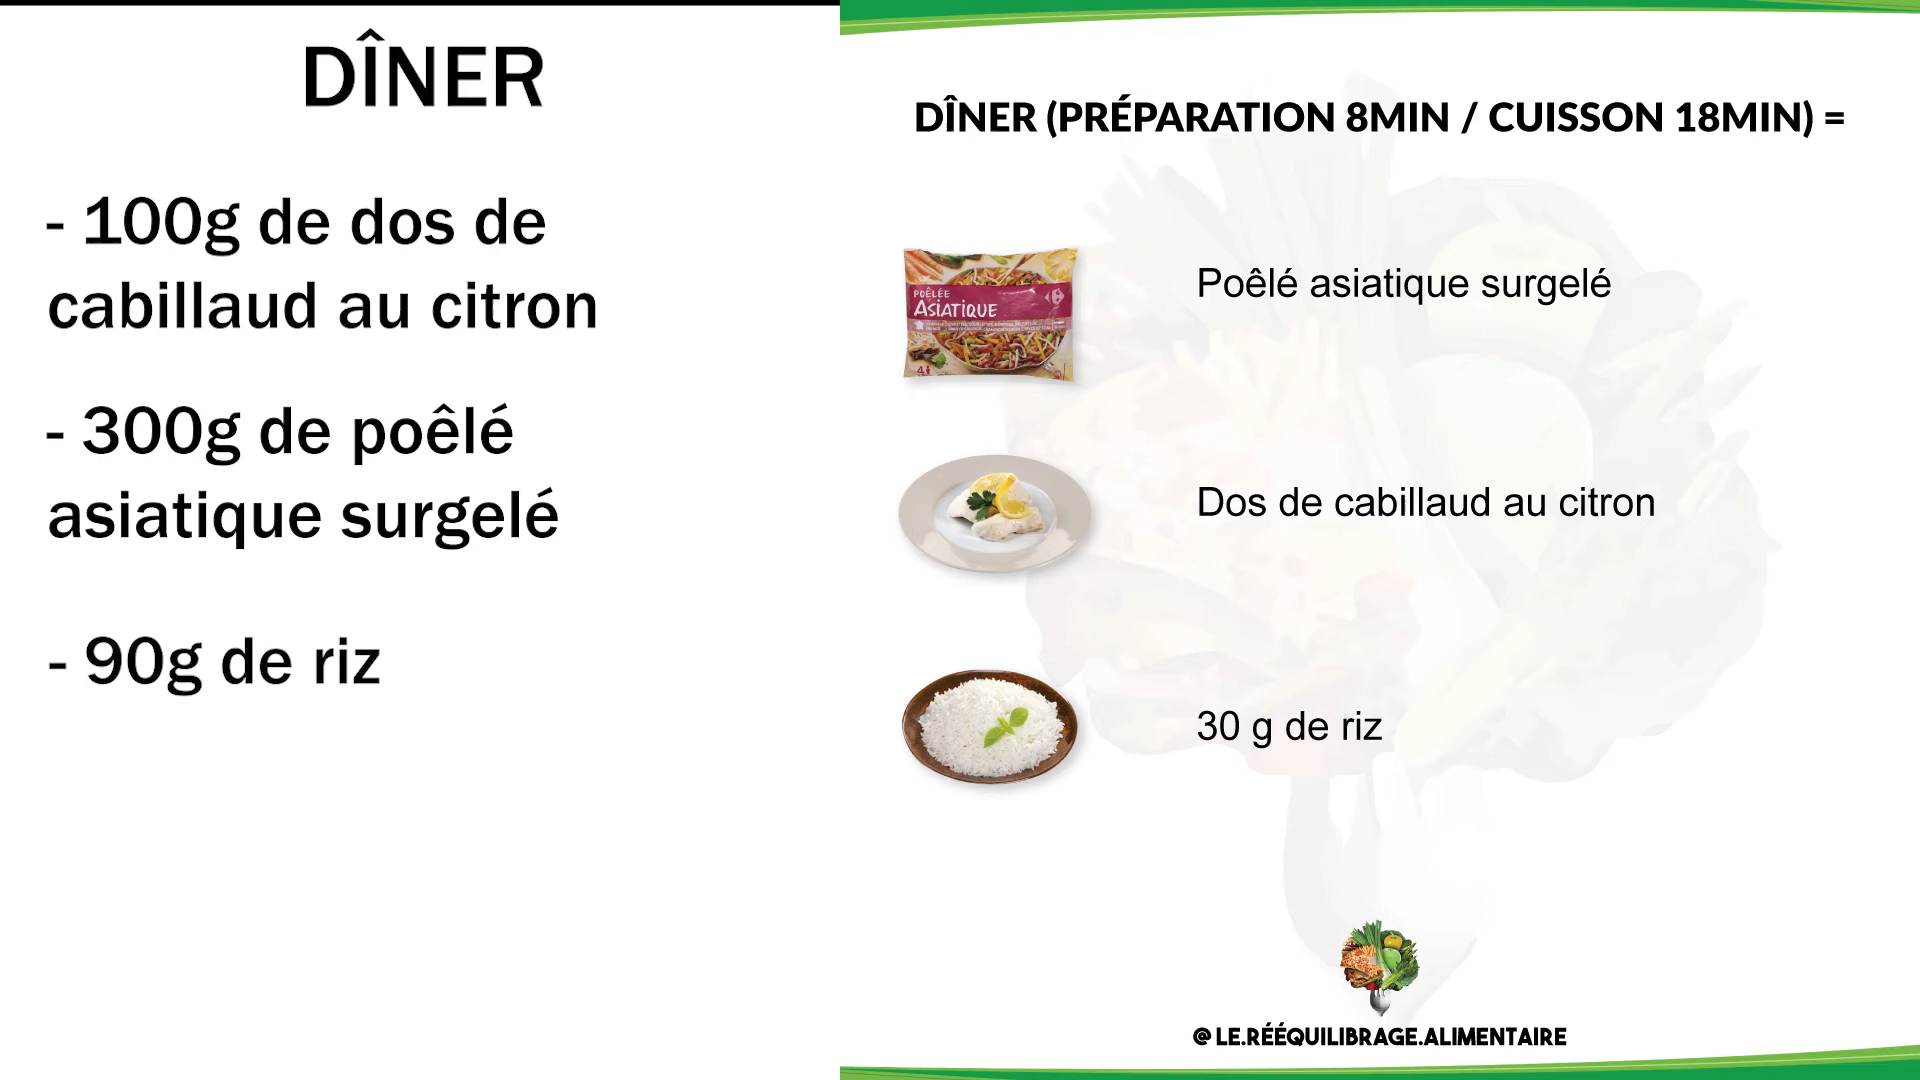 DÎNER
- 100g de dos de
cabillaud au citron
- 300g de poêlé
asiatique surgelé
- 90g de riz
DÎNER (PRÉPARATION 8MIN / CUISSON 18MIN) =
POÊLÉE
ASIATIQUE
Poêlé asiatique surgelé
Dos de cabillaud au citron
30 g de riz
@LE.RÉÉQUILIBRAGE.ALIMENTAIRE